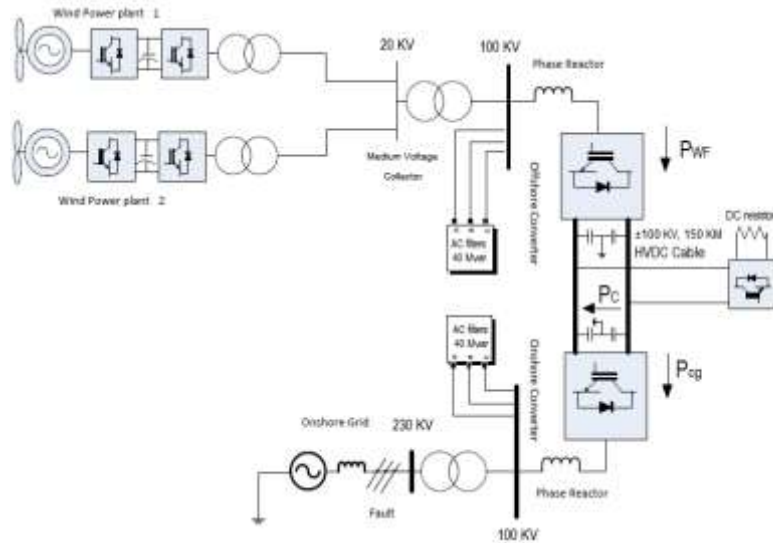 Wind Power plant 1
20 KV
100 KV
Phase Reactor
Medium Voltage
Collector
Wind Power plant 2
Offshore Converter
PWF
AC filters
40 Mvar
±100 KV, 150 KM
HVDC Cable
DC resistor
PC
AC filters
40 Mvar
Onshore Converter
Pcg
Onshore Grid
230 KV
Fault
Phase Reactor
100 KV